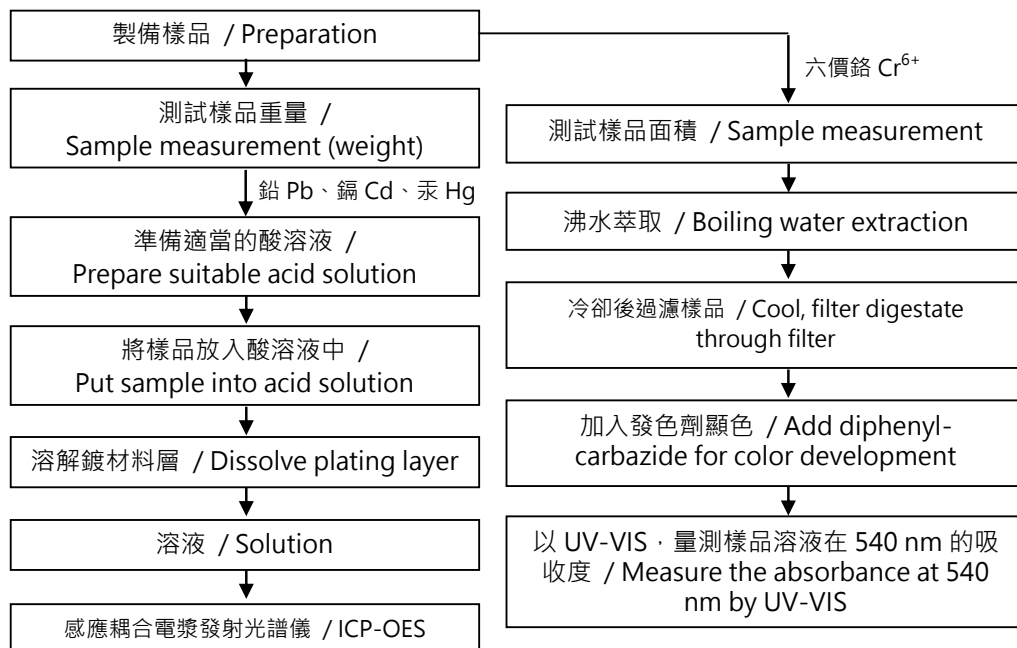 製備樣品 / Preparation
測試樣品重量 /
Sample measurement (weight)
鉛 Pb、鎘 Cd、汞 Hg
準備適當的酸溶液 /
Prepare suitable acid solution
將樣品放入酸溶液中 /
Put sample into acid solution
溶解鍍材料層 / Dissolve plating layer
溶液 / Solution
感應耦合電漿發射光譜儀 / ICP-OES
六價鉻 Cr⁶⁺
測試樣品面積 / Sample measurement
沸水萃取 / Boiling water extraction
冷卻後過濾樣品 / Cool, filter digestate
through filter
加入發色劑顯色 / Add diphenyl-
carbazide for color development
以 UV-VIS，量測樣品溶液在 540 nm 的吸
收度 / Measure the absorbance at 540
nm by UV-VIS